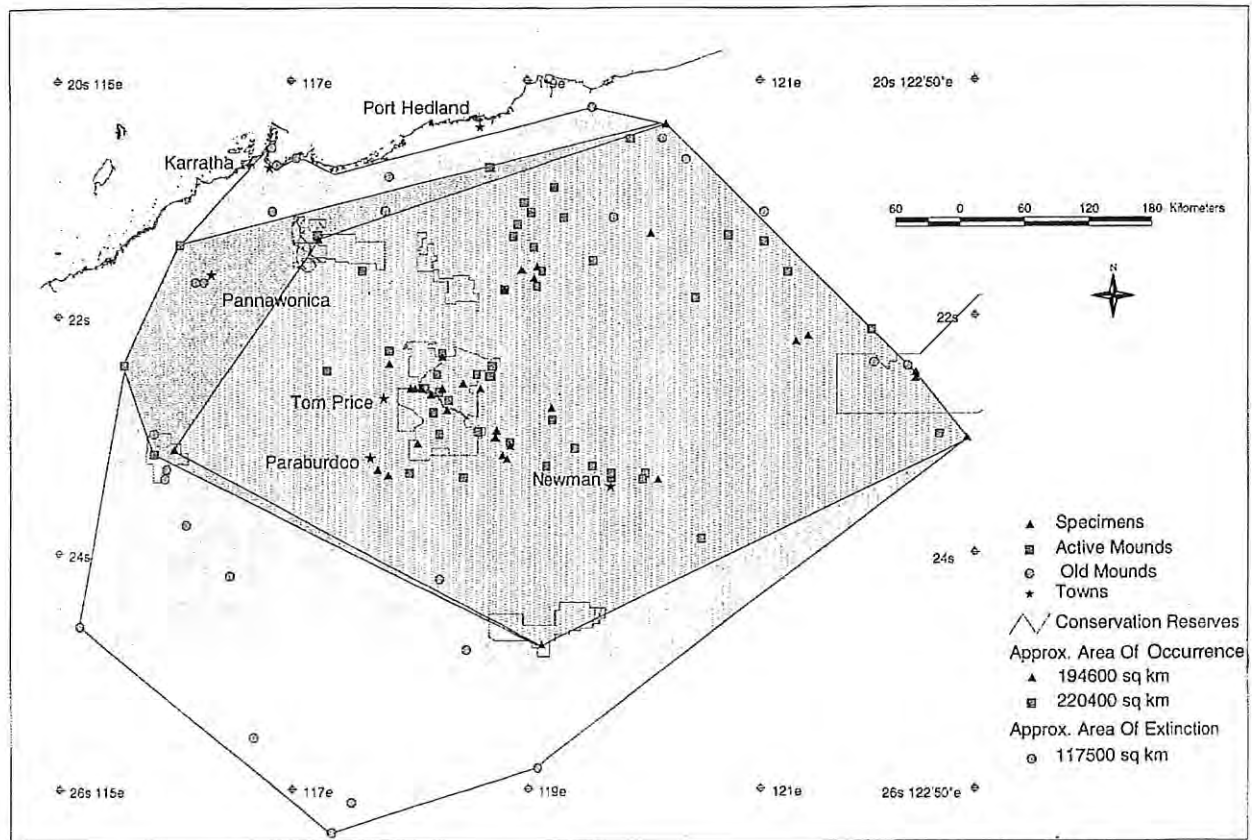 20s 115e
117e
119e
121e
20s 122'50"e
Port Hedland
Karratha
60 0 60 120 180 Kilometers
N
Pannawonica
22s
22s
Tom Price
Paraburdoo
Newman
24s
24s
Specimens
Active Mounds
Old Mounds
Towns
Conservation Reserves
Approx. Area Of Occurrence
194600 sq km
220400 sq km
Approx. Area Of Extinction
117500 sq km
26s 115e
117e
119e
121e
26s 122'50"e